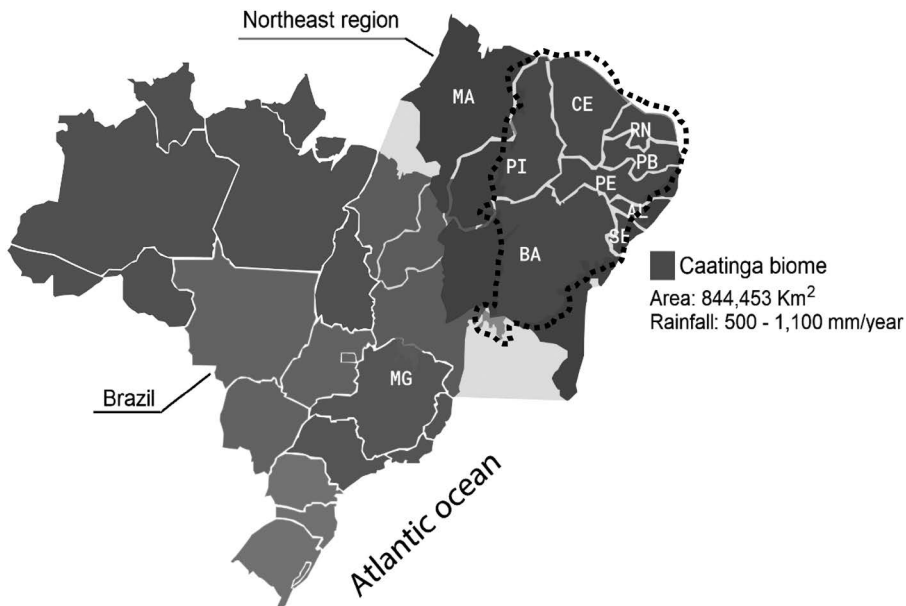 Northeast region
MA
CE
RN
PB
PI
PE
AL
SE
BA
Caatinga biome
Area: 844,453 Km²
Rainfall: 500 - 1,100 mm/year
MG
Brazil
Atlantic ocean